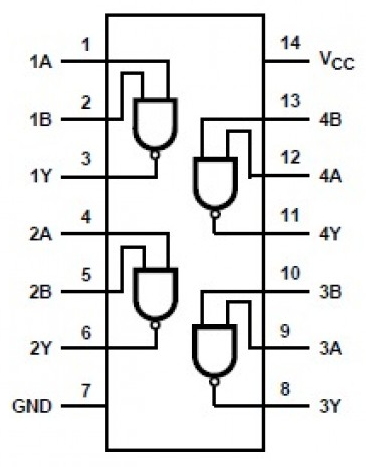 1 14
1A VCC
2 13
1B 4B
3 12
1Y 4A
4 11
2A 4Y
5 10
2B 3B
6 9
2Y 3A
7 8
GND 3Y